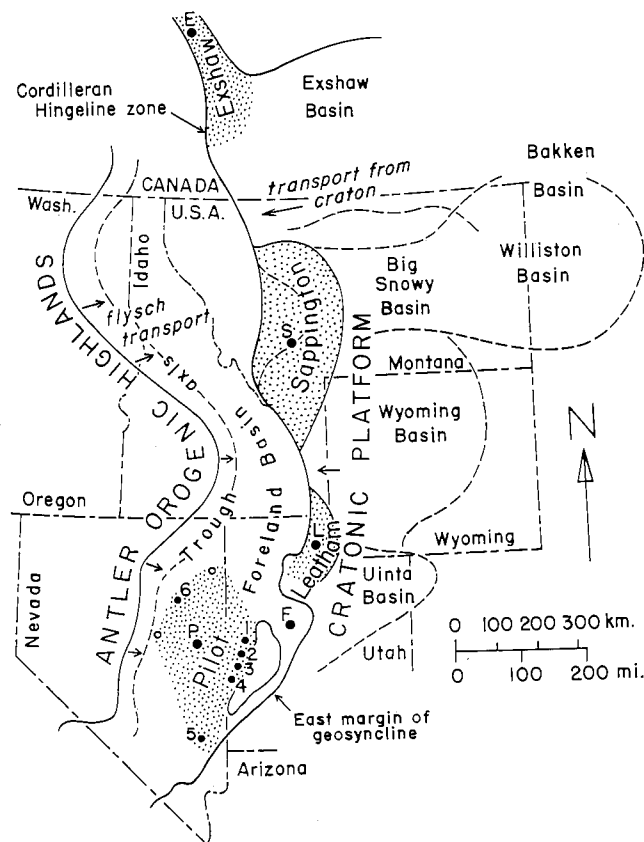 E
Exshaw
Exshaw
Basin
Cordilleran
Hingeline zone
CANADA
U.S.A.
transport from
craton
Bakken
Basin
Wash.
Idaho
Williston
Basin
Big
Snowy
Basin
Sappington
S
flysch
transport
Montana
Wyoming
Basin
ANTLER OROGENIC HIGHLANDS
Trough axis
Foreland Basin
CRATONIC PLATFORM
N
Oregon
Wyoming
L
Leatham
Uinta
Basin
Nevada
6
P
Pilot
F
1
2
3
4
5
Utah
0 100 200 300 km.
0 100 200 mi.
East margin of
geosyncline
Arizona